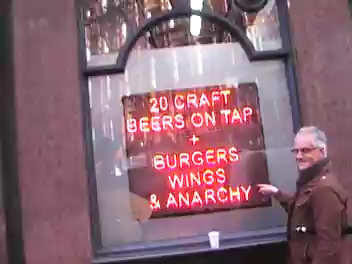 20 CRAFT
BEERS ON TAP
+
BURGERS
WINGS
& ANARCHY